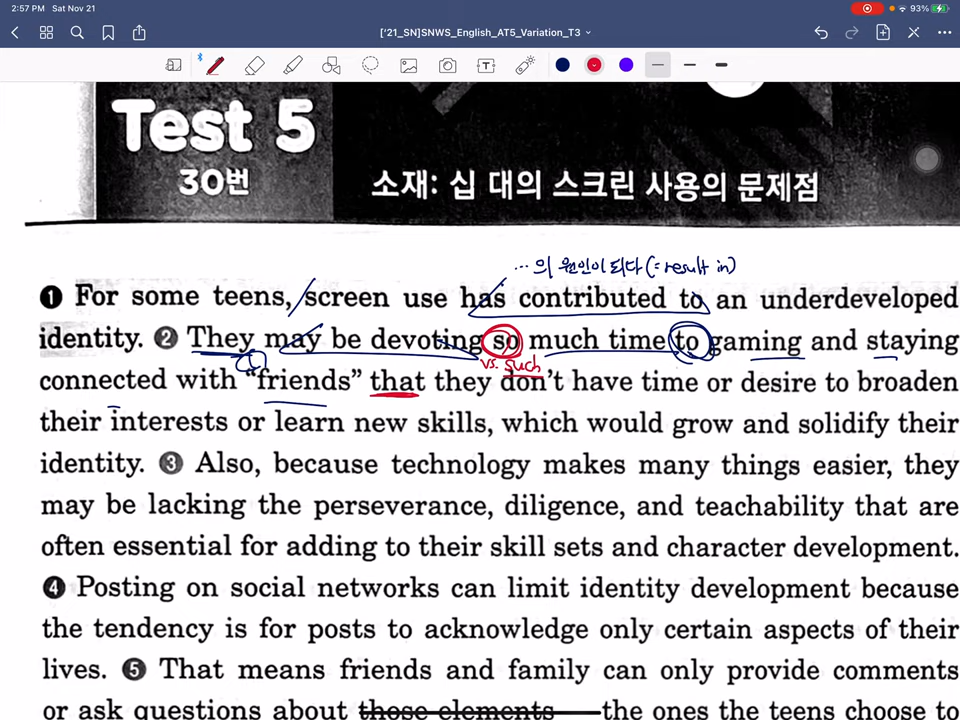 2:57 PM Sat Nov 21
93%
['21_SN]SNWS_English_AT5_Variation_T3
Test 5
30번
소재: 십 대의 스크린 사용의 문제점
… 의 원인이 되다 (= result in)
❶ For some teens, screen use has contributed to an underdeveloped
identity. ❷ They may be devoting so much time to gaming and staying
vs. such
connected with “friends” that they don’t have time or desire to broaden
their interests or learn new skills, which would grow and solidify their
identity. ❸ Also, because technology makes many things easier, they
may be lacking the perseverance, diligence, and teachability that are
often essential for adding to their skill sets and character development.
❹ Posting on social networks can limit identity development because
the tendency is for posts to acknowledge only certain aspects of their
lives. ❺ That means friends and family can only provide comments
or ask questions about those elements — the ones the teens choose to